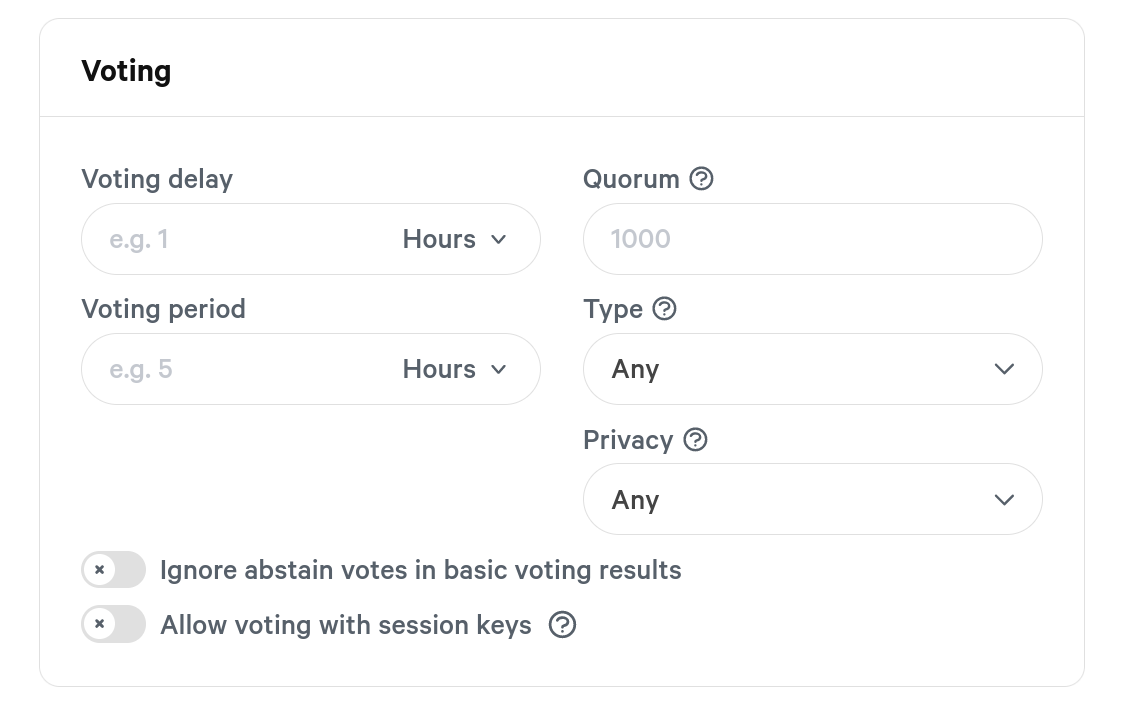 Voting
Voting delay
e.g. 1 Hours
Quorum
1000
Voting period
e.g. 5 Hours
Type
Any
Privacy
Any
Ignore abstain votes in basic voting results
Allow voting with session keys